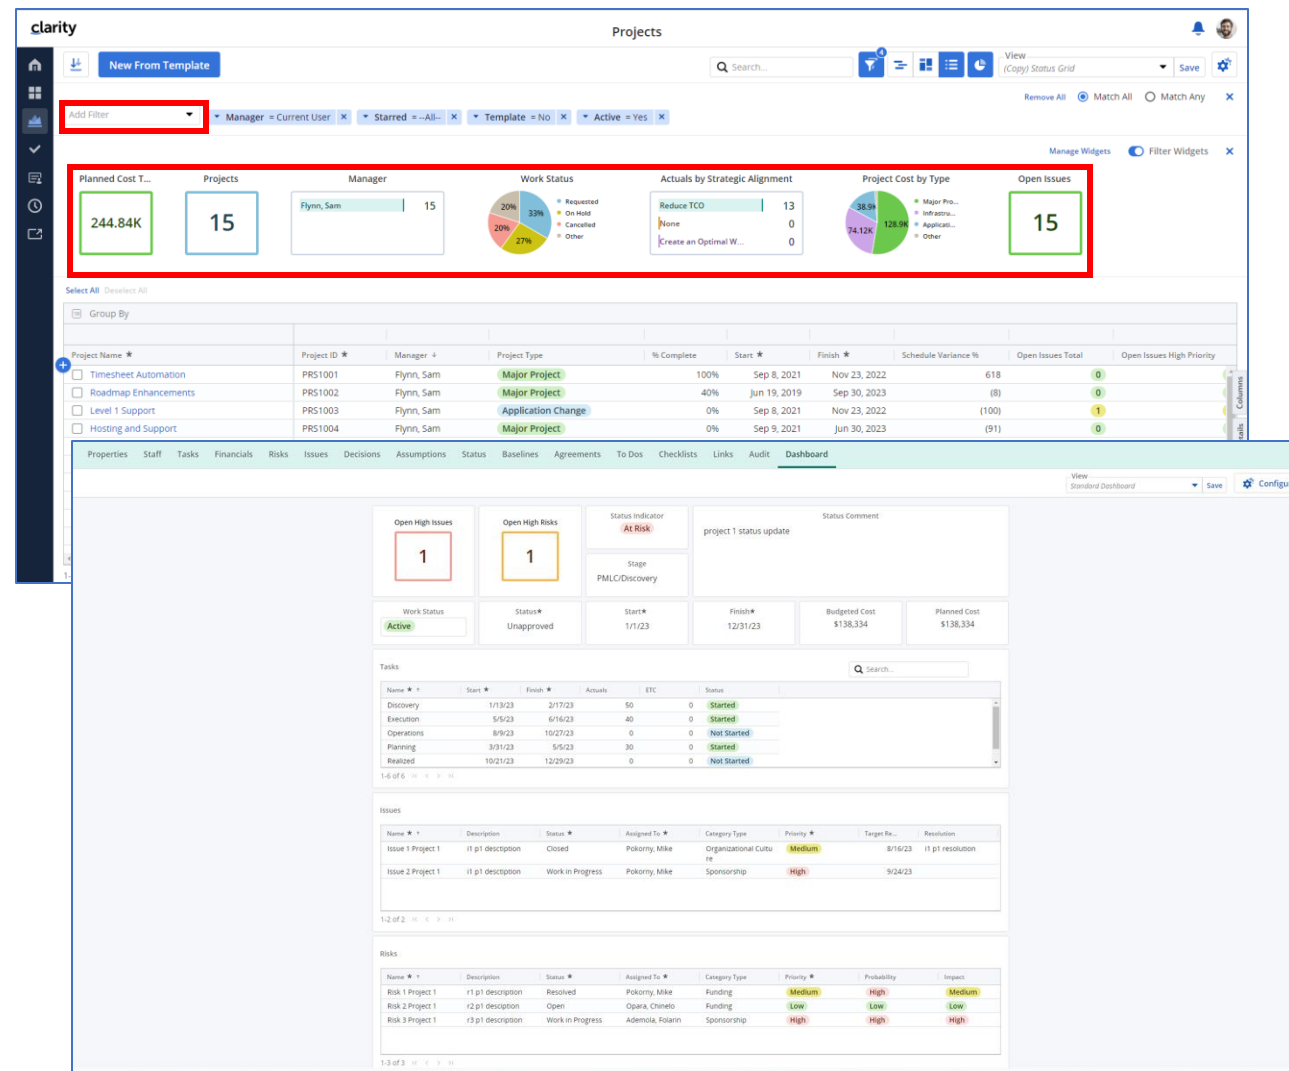 clarity
Projects
New From Template
Search...
4
View
(Copy) Status Grid
Save
Remove All Match All Match Any
Add Filter
Manager = Current User
Starred = --All--
Template = No
Active = Yes
Manage Widgets Filter Widgets
Planned Cost T... Projects Manager Work Status Actuals by Strategic Alignment Project Cost by Type Open Issues
244.84K
15
Flynn, Sam 15
20% 33% 20% 27%
Requested
On Hold
Cancelled
Other
Reduce TCO 13
None 0
Create an Optimal W... 0
38.9K 128.9K 74.12K
Major Pro...
Infrastru...
Applicati...
Other
15
Select All Deselect All
Group By
Project Name ★ Project ID ★ Manager Project Type % Complete Start ★ Finish ★ Schedule Variance % Open Issues Total Open Issues High Priority
Timesheet Automation PRS1001 Flynn, Sam Major Project 100% Sep 8, 2021 Nov 23, 2022 618 0
Roadmap Enhancements PRS1002 Flynn, Sam Major Project 40% Jun 19, 2019 Sep 30, 2023 (8) 0
Level 1 Support PRS1003 Flynn, Sam Application Change 0% Sep 8, 2021 Nov 23, 2022 (100) 1
Hosting and Support PRS1004 Flynn, Sam Major Project 0% Sep 9, 2021 Jun 30, 2023 (91) 0
Columns
tails
1-
Properties Staff Tasks Financials Risks Issues Decisions Assumptions Status Baselines Agreements To Dos Checklists Links Audit Dashboard
View
Standard Dashboard
Save
Configu
Open High Issues
1
Open High Risks
1
Status Indicator
At Risk
Stage
PMLC/Discovery
Status Comment
project 1 status update
Work Status
Active
Status★
Unapproved
Start★
1/1/23
Finish★
12/31/23
Budgeted Cost
$138,334
Planned Cost
$138,334
Tasks
Search...
Name ★ Start ★ Finish ★ Actuals ETC Status
Discovery 1/13/23 2/17/23 50 0 Started
Execution 5/5/23 6/16/23 40 0 Started
Operations 8/9/23 10/27/23 0 0 Not Started
Planning 3/31/23 5/5/23 30 0 Started
Realized 10/21/23 12/29/23 0 0 Not Started
1-6 of 6
Issues
Name ★ Description Status ★ Assigned To ★ Category Type Priority ★ Target Re... Resolution
Issue 1 Project 1 i1 p1 desctiption Closed Pokorny, Mike Organizational Cultu
re Medium 8/16/23 i1 p1 resolution
Issue 2 Project 1 i1 p1 desctiption Work in Progress Pokorny, Mike Sponsorship High 9/24/23
1-2 of 2
Risks
Name ★ Description Status ★ Assigned To ★ Category Type Priority ★ Probability Impact
Risk 1 Project 1 r1 p1 description Resolved Pokorny, Mike Funding Medium High Medium
Risk 2 Project 1 r2 p1 desciption Open Opara, Chinelo Funding Low Low Low
Risk 3 Project 1 r3 p1 description Work in Progress Ademola, Folarin Sponsorship High High High
1-3 of 3